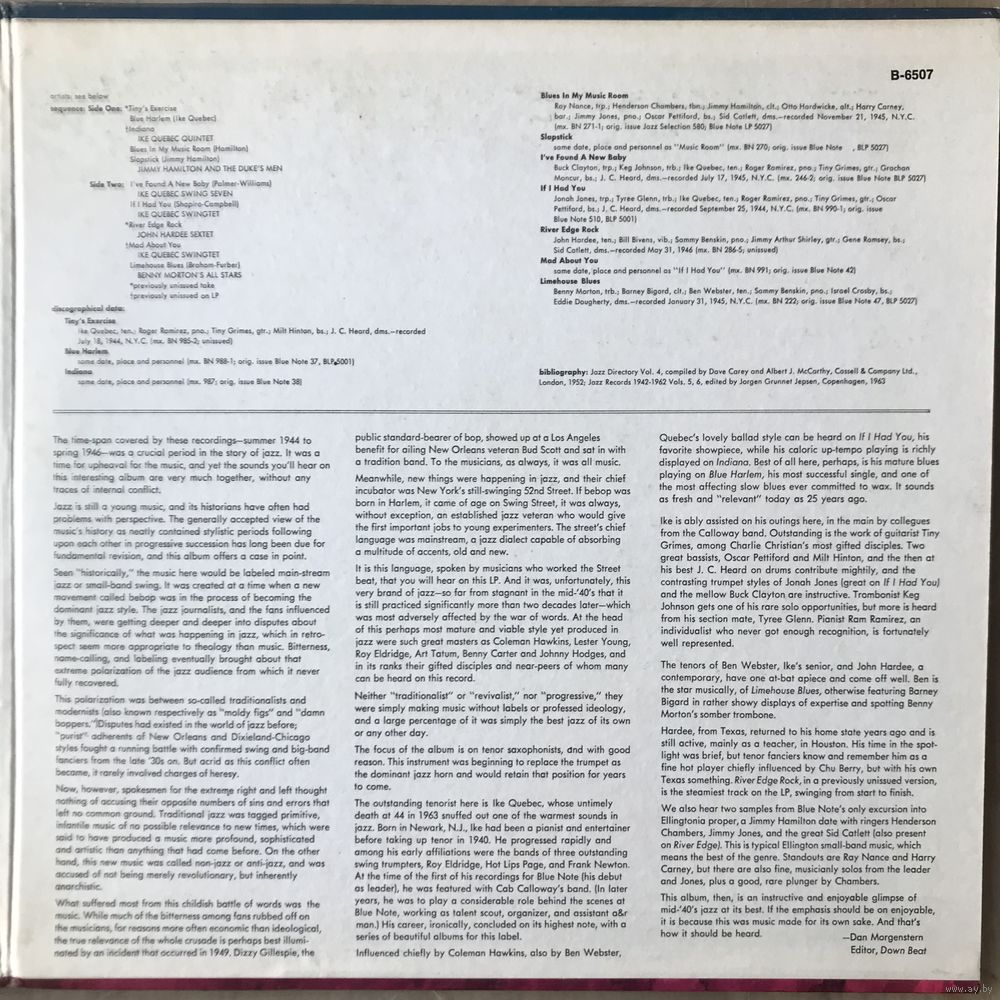 B-6507
artists: see below
sequence: Side One: *Tiny's Exercise
Blue Harlem (Ike Quebec)
†Indiana
IKE QUEBEC QUINTET
Blues In My Music Room (Hamilton)
Slapstick (Jimmy Hamilton)
JIMMY HAMILTON AND THE DUKE'S MEN
Side Two: I've Found A New Baby (Palmer-Williams)
IKE QUEBEC SWING SEVEN
If I Had You (Shapiro-Campbell)
IKE QUEBEC SWINGTET
*River Edge Rock
JOHN HARDEE SEXTET
†Mad About You
IKE QUEBEC SWINGTET
Limehouse Blues (Braham-Furber)
BENNY MORTON'S ALL STARS
*previously unissued take
†previously unissued on LP
discographical data:
Tiny's Exercise
Ike Quebec, ten.; Roger Ramirez, pno.; Tiny Grimes, gtr.; Milt Hinton, bs.; J. C. Heard, dms.—recorded
July 18, 1944, N.Y.C. (mx. BN 985-2; unissued)
Blue Harlem
same date, place and personnel (mx. BN 988-1; orig. issue Blue Note 37, BLP 5001)
Indiana
same date, place and personnel (mx. 987; orig. issue Blue Note 38)
Blues In My Music Room
Ray Nance, trp.; Henderson Chambers, tbn.; Jimmy Hamilton, clt.; Otto Hardwicke, alt.; Harry Carney,
bar.; Jimmy Jones, pno.; Oscar Pettiford, bs.; Sid Catlett, dms.—recorded November 21, 1945, N.Y.C.
(mx. BN 271-1; orig. issue Jazz Selection 580; Blue Note LP 5027)
Slapstick
same date, place and personnel as "Music Room" (mx. BN 270; orig. issue Blue Note , BLP 5027)
I've Found A New Baby
Buck Clayton, trp.; Keg Johnson, trb.; Ike Quebec, ten.; Roger Ramirez, pno.; Tiny Grimes, gtr.; Grachan
Moncur, bs.; J. C. Heard, dms.—recorded July 17, 1945, N.Y.C. (mx. 246-2; orig. issue Blue Note BLP 5027)
If I Had You
Jonah Jones, trp.; Tyree Glenn, trb.; Ike Quebec, ten.; Roger Ramirez, pno.; Tiny Grimes, gtr.; Oscar
Pettiford, bs.; J. C. Heard, dms.—recorded September 25, 1944, N.Y.C. (mx. BN 990-1; orig. issue
Blue Note 510, BLP 5001)
River Edge Rock
John Hardee, ten.; Bill Bivens, vib.; Sammy Benskin, pno.; Jimmy Arthur Shirley, gtr.; Gene Ramsey, bs.;
Sid Catlett, dms.—recorded May 31, 1946 (mx. BN 286-5; unissued)
Mad About You
same date, place and personnel as "If I Had You" (mx. BN 991; orig. issue Blue Note 42)
Limehouse Blues
Benny Morton, trb.; Barney Bigard, clt.; Ben Webster, ten.; Sammy Benskin, pno.; Israel Crosby, bs.;
Eddie Dougherty, dms.—recorded January 31, 1945, N.Y.C. (mx. BN 222; orig. issue Blue Note 47, BLP 5027)
bibliography: Jazz Directory Vol. 4, compiled by Dave Carey and Albert J. McCarthy, Cassell & Company Ltd.,
London, 1952; Jazz Records 1942-1962 Vols. 5, 6, edited by Jorgen Grunnet Jepsen, Copenhagen, 1963
The time-span covered by these recordings—summer 1944 to
spring 1946—was a crucial period in the story of jazz. It was a
time for upheaval for the music, and yet the sounds you'll hear on
this interesting album are very much together, without any
traces of internal conflict.
Jazz is still a young music, and its historians have often had
problems with perspective. The generally accepted view of the
music's history as neatly contained stylistic periods following
upon each other in progressive succession has long been due for
fundamental revision, and this album offers a case in point.
Seen "historically," the music here would be labeled main-stream
jazz or small-band swing. It was created at a time when a new
movement called bebop was in the process of becoming the
dominant jazz style. The jazz journalists, and the fans influenced
by them, were getting deeper and deeper into disputes about
the significance of what was happening in jazz, which in retro-
spect seem more appropriate to theology than music. Bitterness,
name-calling, and labeling eventually brought about that
extreme polarization of the jazz audience from which it never
fully recovered.
This polarization was between so-called traditionalists and
modernists (also known respectively as "moldy figs" and "damn
boppers.") Disputes had existed in the world of jazz before;
"purist" adherents of New Orleans and Dixieland-Chicago
styles fought a running battle with confirmed swing and big-band
fanciers from the late '30s on. But acrid as this conflict often
became, it rarely involved charges of heresy.
Now, however, spokesmen for the extreme right and left thought
nothing of accusing their opposite numbers of sins and errors that
left no common ground. Traditional jazz was tagged primitive,
infantile music of no possible relevance to new times, which were
said to have produced a music more profound, sophisticated
and artistic than anything that had come before. On the other
hand, this new music was called non-jazz or anti-jazz, and was
accused of not being merely revolutionary, but inherently
anarchistic.
What suffered most from this childish battle of words was the
music. While much of the bitterness among fans rubbed off on
the musicians, for reasons more often economic than ideological,
the true relevance of the whole crusade is perhaps best illumi-
nated by an incident that occurred in 1949. Dizzy Gillespie, the
public standard-bearer of bop, showed up at a Los Angeles
benefit for ailing New Orleans veteran Bud Scott and sat in with
a tradition band. To the musicians, as always, it was all music.
Meanwhile, new things were happening in jazz, and their chief
incubator was New York's still-swinging 52nd Street. If bebop was
born in Harlem, it came of age on Swing Street, it was always,
without exception, an established jazz veteran who would give
the first important jobs to young experimenters. The street's chief
language was mainstream, a jazz dialect capable of absorbing
a multitude of accents, old and new.
It is this language, spoken by musicians who worked the Street
beat, that you will hear on this LP. And it was, unfortunately, this
very brand of jazz—so far from stagnant in the mid-'40's that it
is still practiced significantly more than two decades later—which
was most adversely affected by the war of words. At the head
of this perhaps most mature and viable style yet produced in
jazz were such great masters as Coleman Hawkins, Lester Young,
Roy Eldridge, Art Tatum, Benny Carter and Johnny Hodges, and
in its ranks their gifted disciples and near-peers of whom many
can be heard on this record.
Neither "traditionalist" or "revivalist," nor "progressive," they
were simply making music without labels or professed ideology,
and a large percentage of it was simply the best jazz of its own
or any other day.
The focus of the album is on tenor saxophonists, and with good
reason. This instrument was beginning to replace the trumpet as
the dominant jazz horn and would retain that position for years
to come.
The outstanding tenorist here is Ike Quebec, whose untimely
death at 44 in 1963 snuffed out one of the warmest sounds in
jazz. Born in Newark, N.J., Ike had been a pianist and entertainer
before taking up tenor in 1940. He progressed rapidly and
among his early affiliations were the bands of three outstanding
swing trumpters, Roy Eldridge, Hot Lips Page, and Frank Newton.
At the time of the first of his recordings for Blue Note (his debut
as leader), he was featured with Cab Calloway's band. (In later
years, he was to play a considerable role behind the scenes at
Blue Note, working as talent scout, organizer, and assistant a&r
man.) His career, ironically, concluded on its highest note, with a
series of beautiful albums for this label.
Influenced chiefly by Coleman Hawkins, also by Ben Webster,
Quebec's lovely ballad style can be heard on If I Had You, his
favorite showpiece, while his caloric up-tempo playing is richly
displayed on Indiana. Best of all here, perhaps, is his mature blues
playing on Blue Harlem, his most successful single, and one of
the most affecting slow blues ever committed to wax. It sounds
as fresh and "relevant" today as 25 years ago.
Ike is ably assisted on his outings here, in the main by collegues
from the Calloway band. Outstanding is the work of guitarist Tiny
Grimes, among Charlie Christian's most gifted disciples. Two
great bassists, Oscar Pettiford and Milt Hinton, and the then at
his best J. C. Heard on drums contribute mightily, and the
contrasting trumpet styles of Jonah Jones (great on If I Had You)
and the mellow Buck Clayton are instructive. Trombonist Keg
Johnson gets one of his rare solo opportunities, but more is heard
from his section mate, Tyree Glenn. Pianist Ram Ramirez, an
individualist who never got enough recognition, is fortunately
well represented.
The tenors of Ben Webster, Ike's senior, and John Hardee, a
contemporary, have one at-bat apiece and come off well. Ben is
the star musically, of Limehouse Blues, otherwise featuring Barney
Bigard in rather showy displays of expertise and spotting Benny
Morton's somber trombone.
Hardee, from Texas, returned to his home state years ago and is
still active, mainly as a teacher, in Houston. His time in the spot-
light was brief, but tenor fanciers know and remember him as a
fine hot player chiefly influenced by Chu Berry, but with his own
Texas something. River Edge Rock, in a previously unissued version,
is the steamiest track on the LP, swinging from start to finish.
We also hear two samples from Blue Note's only excursion into
Ellingtonia proper, a Jimmy Hamilton date with ringers Henderson
Chambers, Jimmy Jones, and the great Sid Catlett (also present
on River Edge). This is typical Ellington small-band music, which
means the best of the genre. Standouts are Ray Nance and Harry
Carney, but there are also fine, musicianly solos from the leader
and Jones, plus a good, rare plunger by Chambers.
This album, then, is an instructive and enjoyable glimpse of
mid-'40's jazz at its best. If the emphasis should be on enjoyable,
it is because this was music made for its own sake. And that's
how it should be heard.
—Dan Morgenstern
Editor, Down Beat
www.ay.by